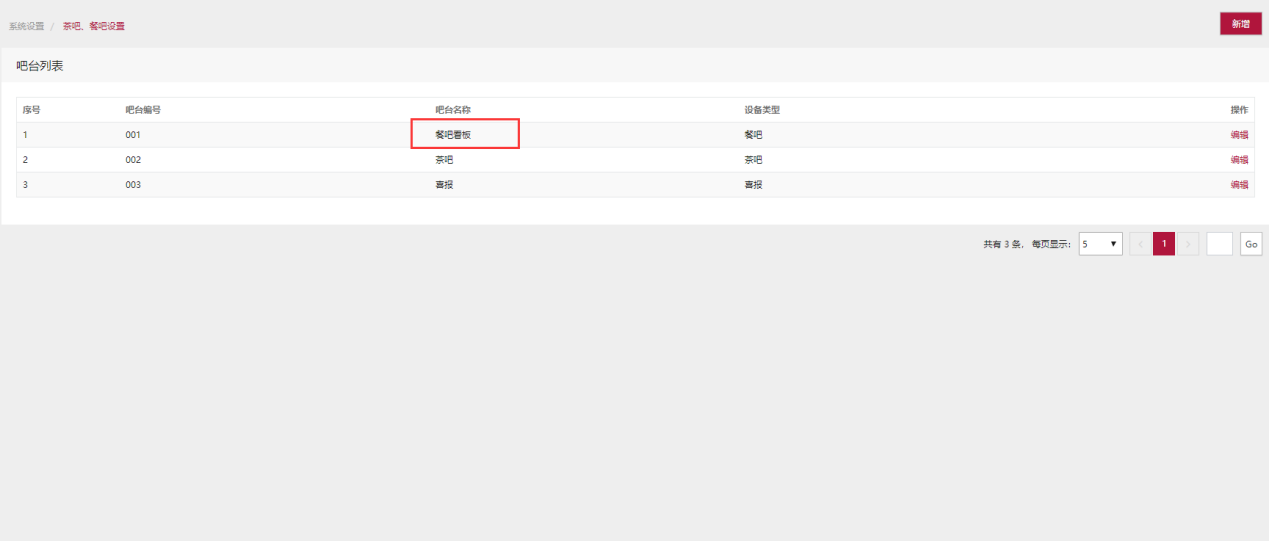 系统设置 / 茶吧、餐吧设置 新增
吧台列表
序号 吧台编号 吧台名称 设备类型 操作
1 001 餐吧看板 餐吧 编辑
2 002 茶吧 茶吧 编辑
3 003 喜报 喜报 编辑
共有 3 条, 每页显示: 5 ▼ < 1 > Go